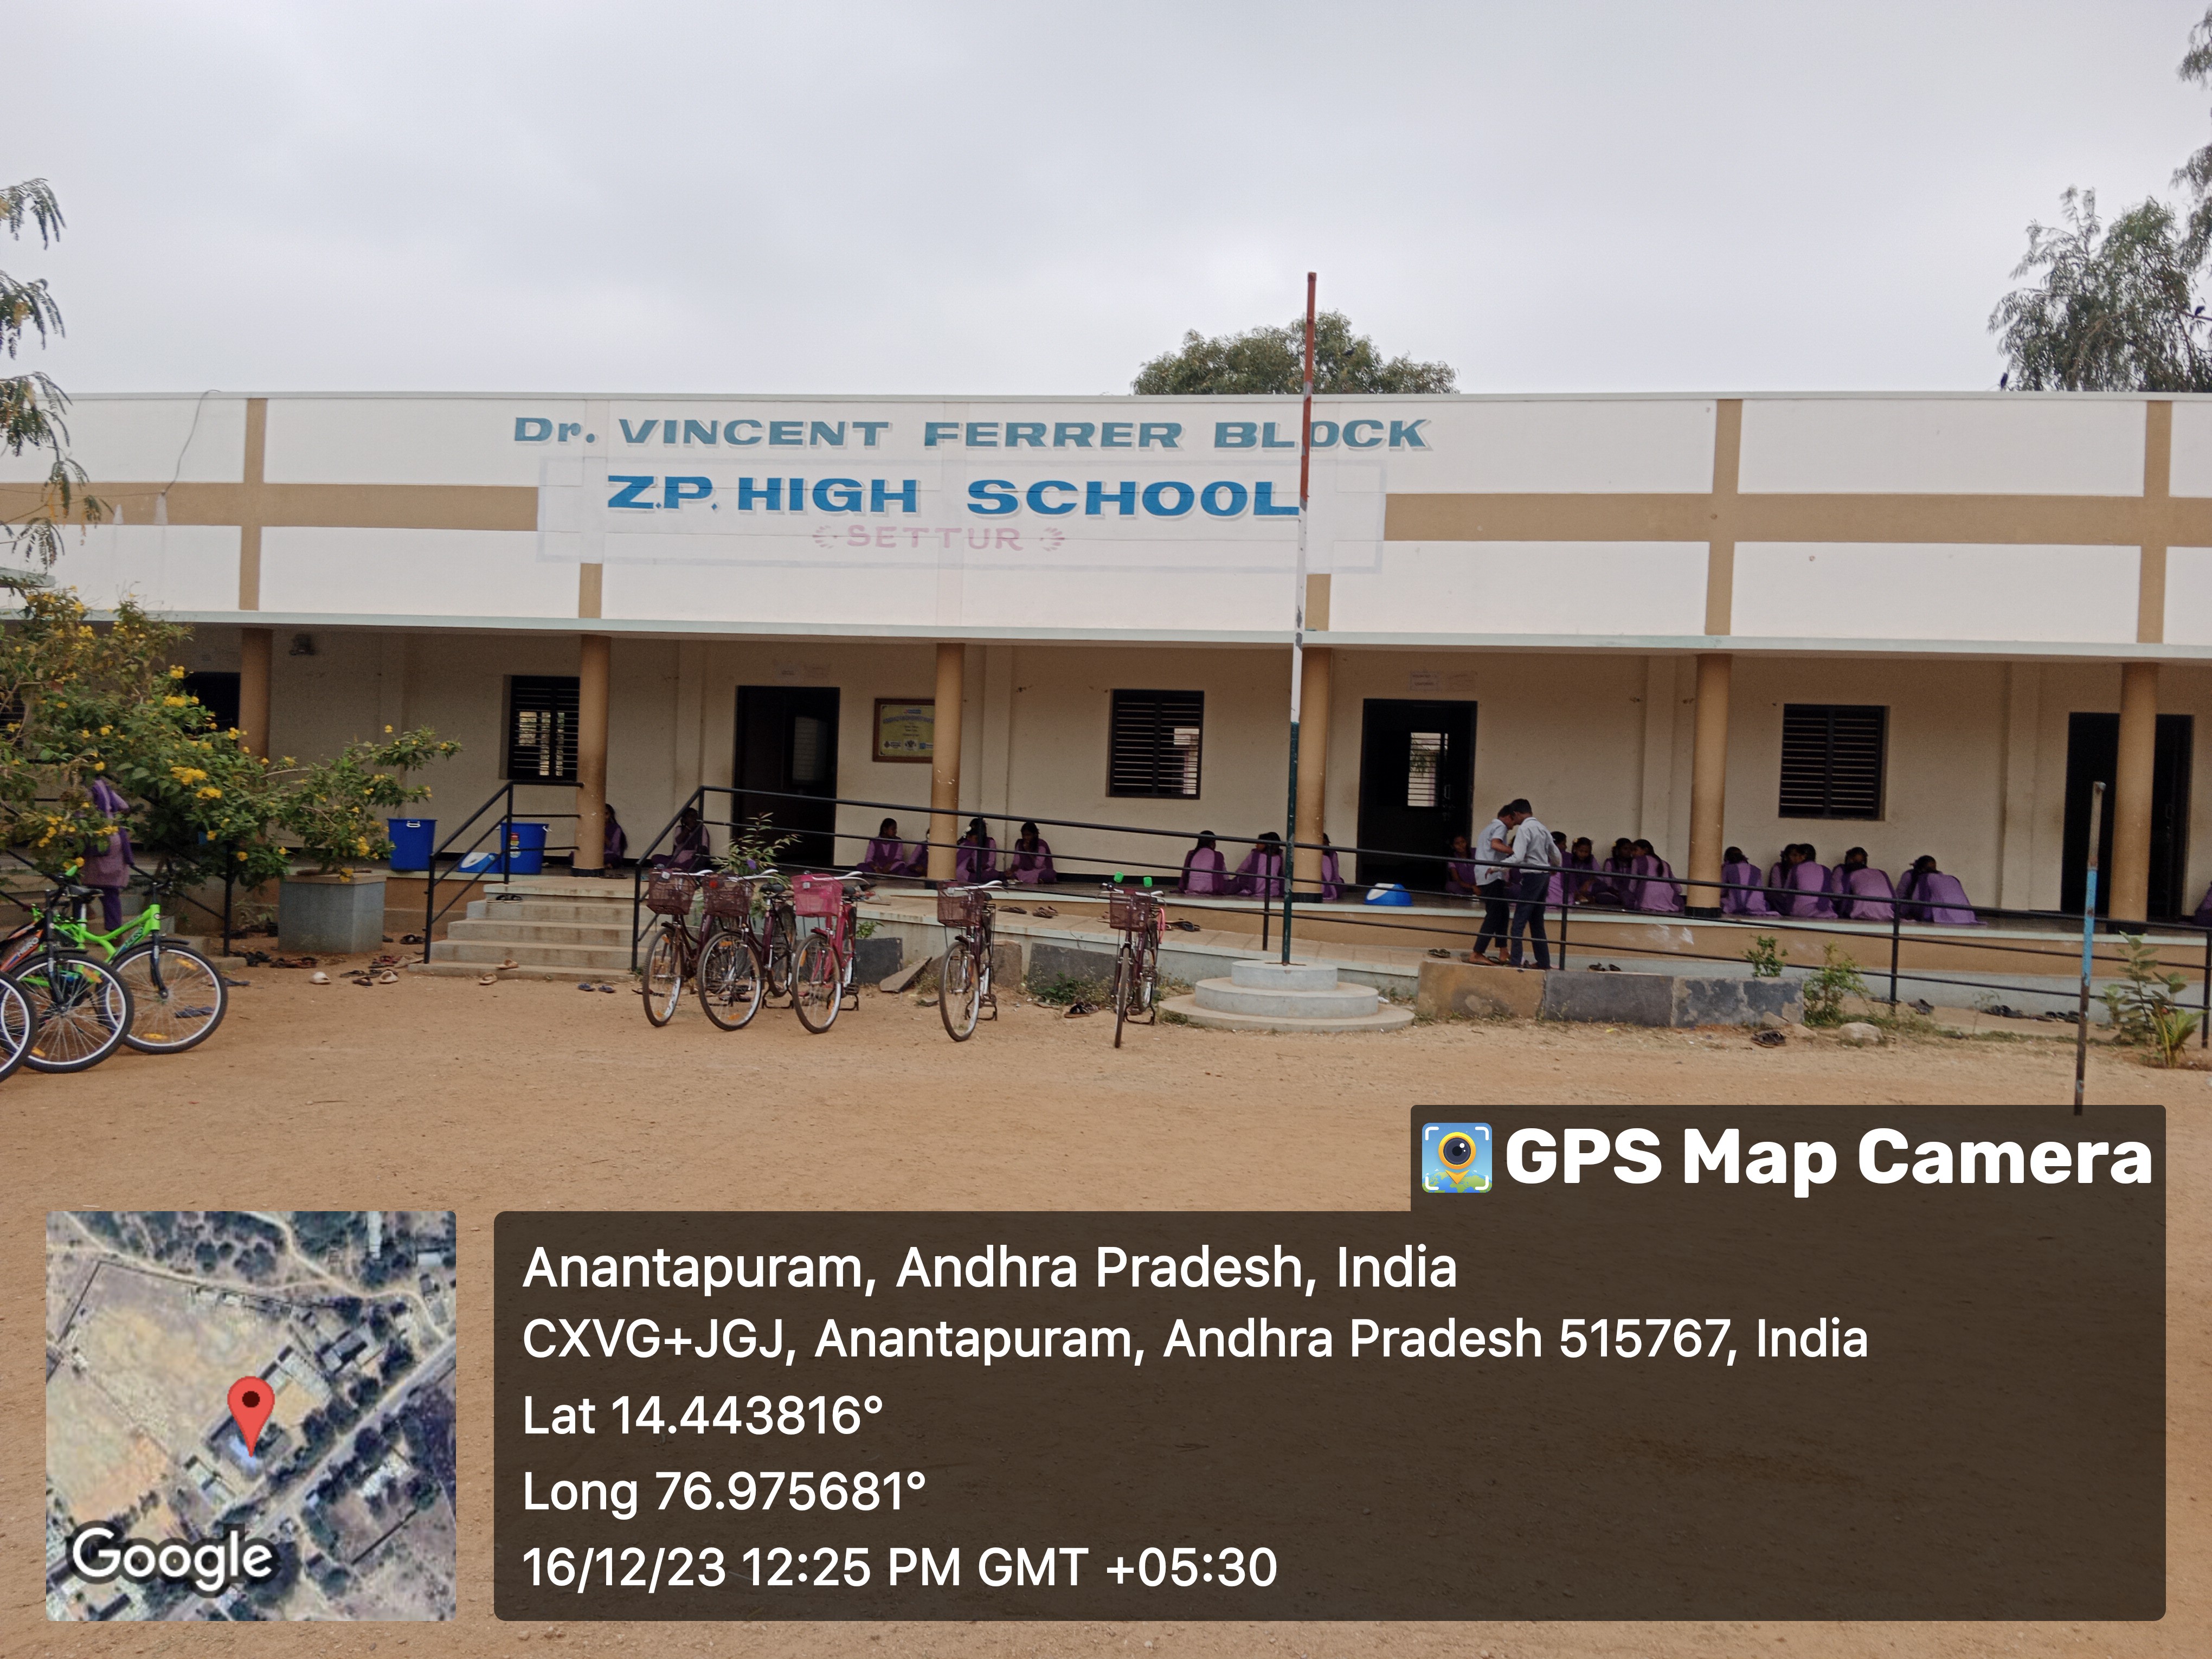 Dr. VINCENT FERRER BLOCK
Z.P. HIGH SCHOOL
SETTUR
GPS Map Camera
Anantapuram, Andhra Pradesh, India
CXVG+JGJ, Anantapuram, Andhra Pradesh 515767, India
Lat 14.443816°
Long 76.975681°
16/12/23 12:25 PM GMT +05:30
Google